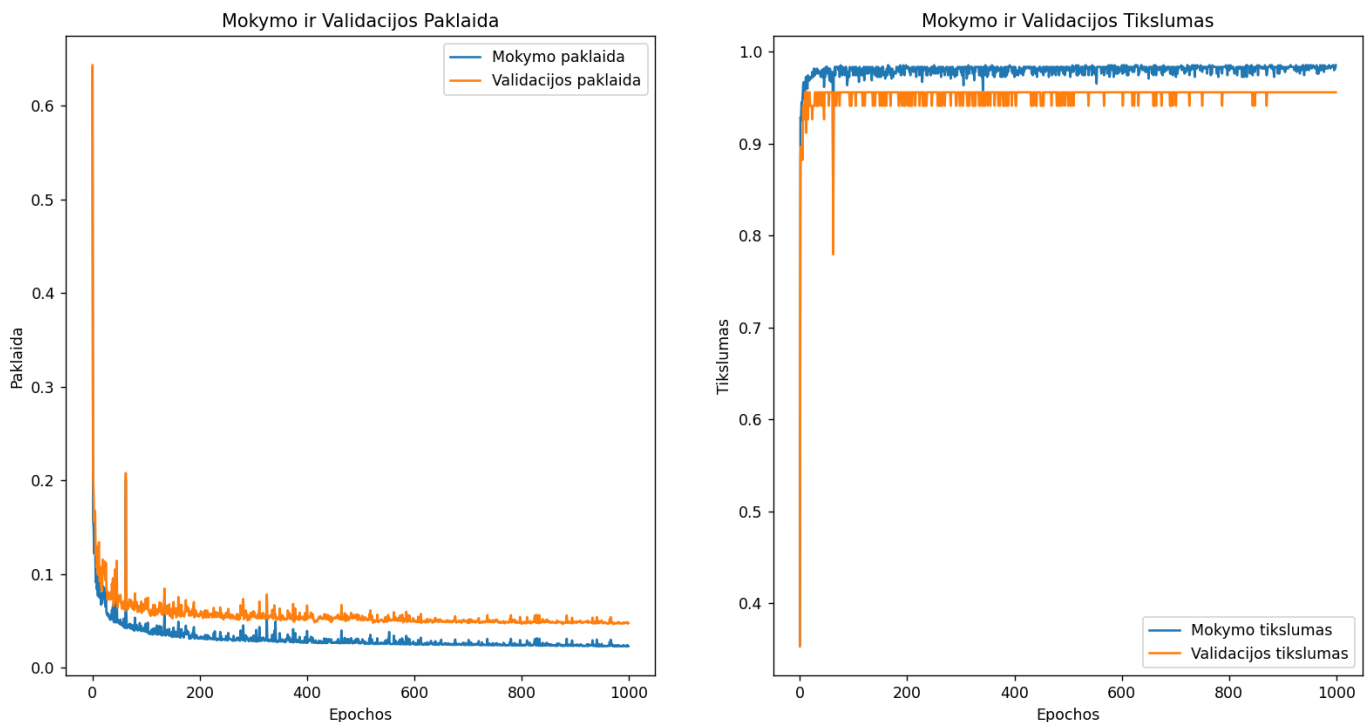 Mokymo ir Validacijos Paklaida
Mokymo paklaida
Validacijos paklaida
Paklaida
0.6
0.5
0.4
0.3
0.2
0.1
0.0
0
200
400
600
800
1000
Epochos
Mokymo ir Validacijos Tikslumas
Tikslumas
1.0
0.9
0.8
0.7
0.6
0.5
0.4
Mokymo tikslumas
Validacijos tikslumas
0
200
400
600
800
1000
Epochos